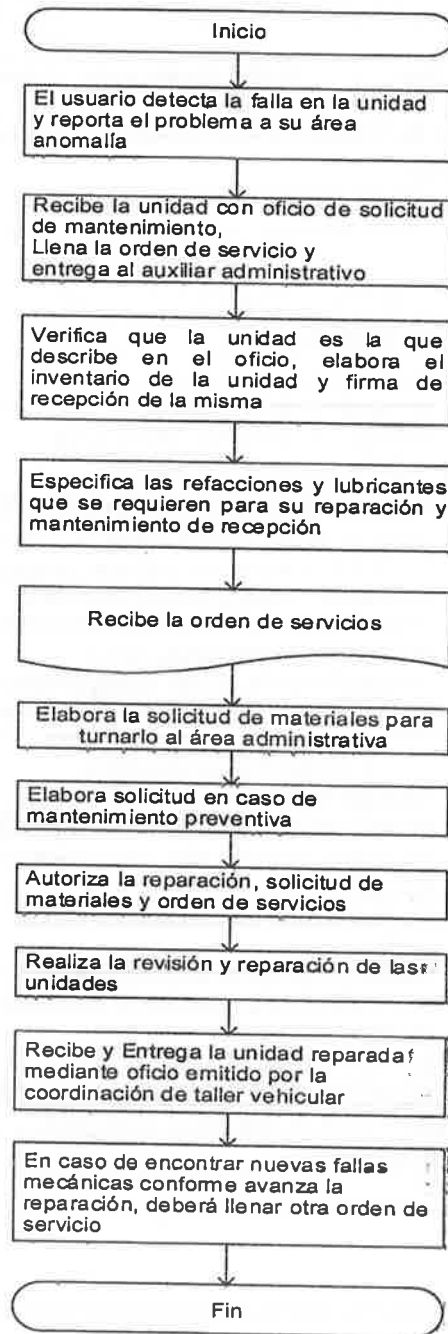 Inicio
El usuario detecta la falla en la unidad
y reporta el problema a su área
anomalía
Recibe la unidad con oficio de solicitud
de mantenimiento,
Llena la orden de servicio y
entrega al auxiliar administrativo
Verifica que la unidad es la que
describe en el oficio, elabora el
inventario de la unidad y firma de
recepción de la misma
Especifica las refacciones y lubricantes
que se requieren para su reparación y
mantenimiento de recepción
Recibe la orden de servicios
Elabora la solicitud de materiales para
turnarlo al área administrativa
Elabora solicitud en caso de
mantenimiento preventiva
Autoriza la reparación, solicitud de
materiales y orden de servicios
Realiza la revisión y reparación de las
unidades
Recibe y Entrega la unidad reparada
mediante oficio emitido por la
coordinación de taller vehicular
En caso de encontrar nuevas fallas
mecánicas conforme avanza la
reparación, deberá llenar otra orden de
servicio
Fin